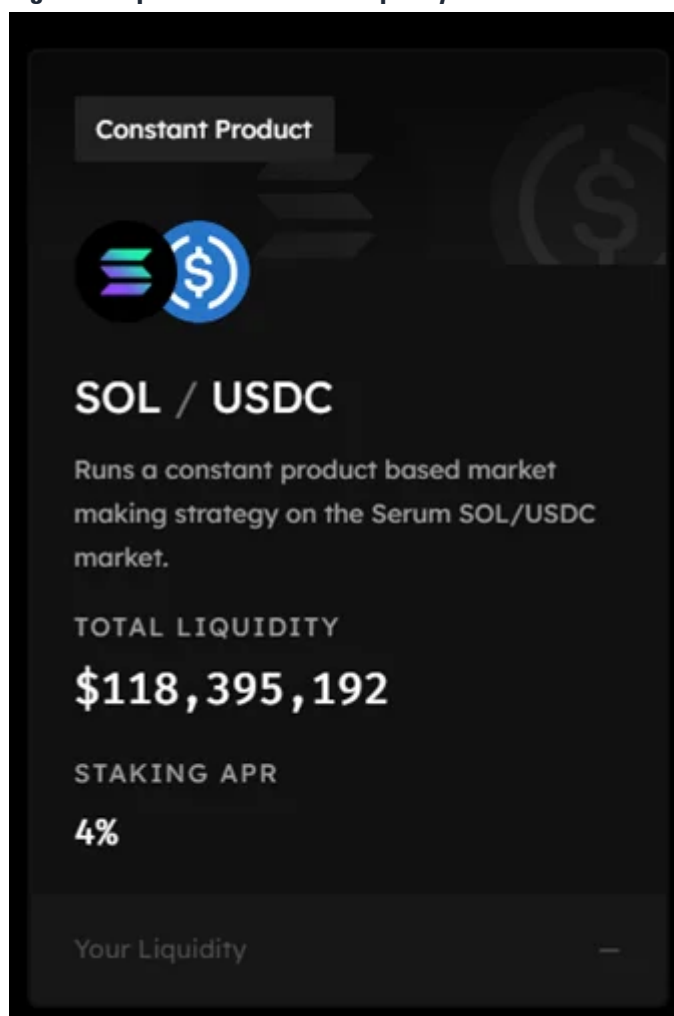 Constant Product
SOL / USDC
Runs a constant product based market
making strategy on the Serum SOL/USDC
market.
TOTAL LIQUIDITY
$118,395,192
STAKING APR
4%
Your Liquidity –